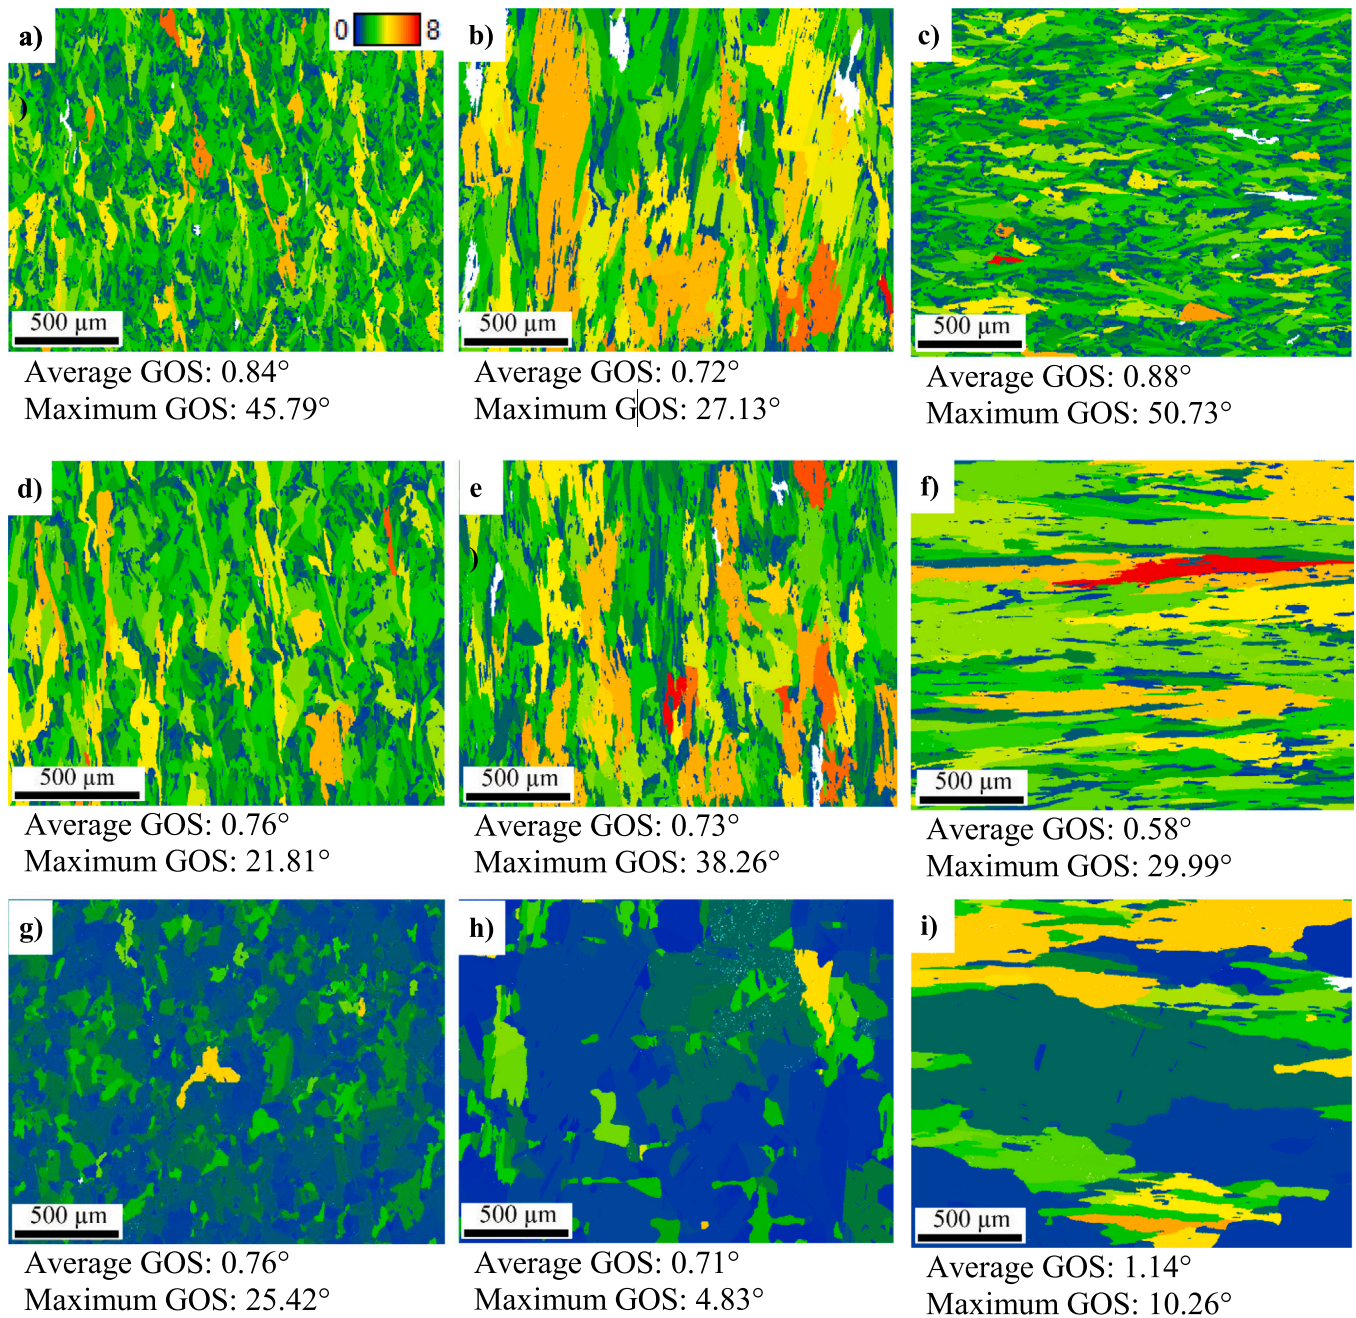 a)
0 8
b)
c)
)
500 µm
500 µm
500 µm
Average GOS: 0.84°
Maximum GOS: 45.79°
Average GOS: 0.72°
Maximum GOS: 27.13°
Average GOS: 0.88°
Maximum GOS: 50.73°
d)
e
)
f)
500 µm
500 µm
500 µm
Average GOS: 0.76°
Maximum GOS: 21.81°
Average GOS: 0.73°
Maximum GOS: 38.26°
Average GOS: 0.58°
Maximum GOS: 29.99°
g)
h)
i)
500 µm
500 µm
500 µm
Average GOS: 0.76°
Maximum GOS: 25.42°
Average GOS: 0.71°
Maximum GOS: 4.83°
Average GOS: 1.14°
Maximum GOS: 10.26°